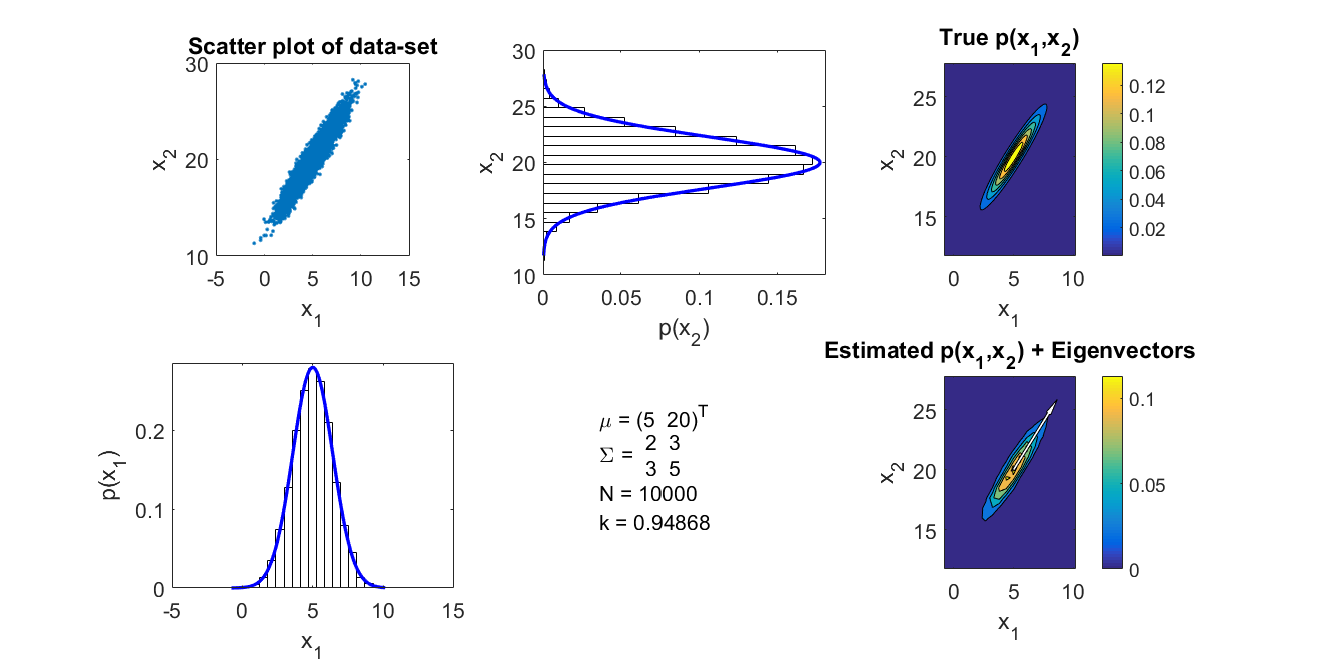 Scatter plot of data-set
30
20
10
x2
-5 0 5 10 15
x1
30
25
20
15
10
x2
0 0.05 0.1 0.15
p(x2)
True p(x1,x2)
25
20
15
x2
0 5 10
x1
0.12
0.1
0.08
0.06
0.04
0.02
0.2
0.1
0
p(x1)
-5 0 5 10 15
x1
μ = (5 20)T
Σ = 2 3
3 5
N = 10000
k = 0.94868
Estimated p(x1,x2) + Eigenvectors
25
20
15
x2
0 5 10
x1
0.1
0.05
0